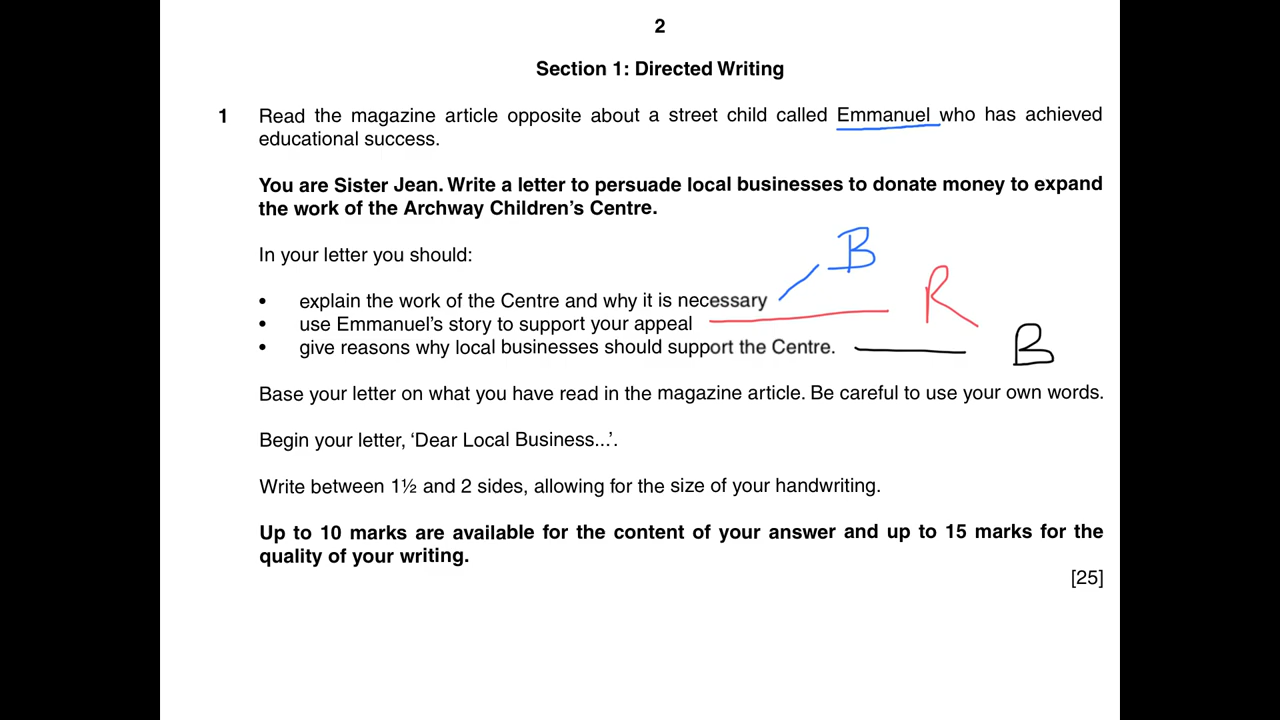 2
Section 1: Directed Writing
1 Read the magazine article opposite about a street child called Emmanuel who has achieved
educational success.
You are Sister Jean. Write a letter to persuade local businesses to donate money to expand
the work of the Archway Children's Centre.
In your letter you should:
B
• explain the work of the Centre and why it is necessary
R
• use Emmanuel's story to support your appeal
• give reasons why local businesses should support the Centre.
B
Base your letter on what you have read in the magazine article. Be careful to use your own words.
Begin your letter, ‘Dear Local Business...’.
Write between 1½ and 2 sides, allowing for the size of your handwriting.
Up to 10 marks are available for the content of your answer and up to 15 marks for the
quality of your writing.
[25]